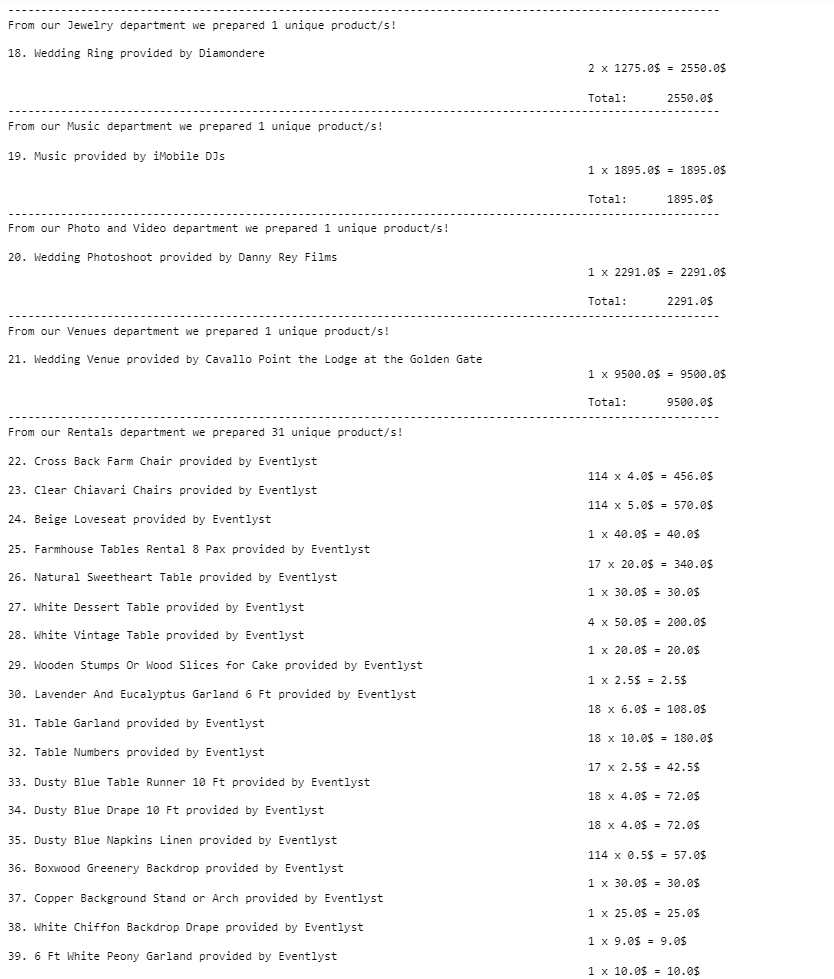 --------------------------------------------------------------------------------------------------------------
From our Jewelry department we prepared 1 unique product/s!
18. Wedding Ring provided by Diamondere
2 x 1275.0$ = 2550.0$
Total: 2550.0$
--------------------------------------------------------------------------------------------------------------
From our Music department we prepared 1 unique product/s!
19. Music provided by iMobile DJs
1 x 1895.0$ = 1895.0$
Total: 1895.0$
--------------------------------------------------------------------------------------------------------------
From our Photo and Video department we prepared 1 unique product/s!
20. Wedding Photoshoot provided by Danny Rey Films
1 x 2291.0$ = 2291.0$
Total: 2291.0$
--------------------------------------------------------------------------------------------------------------
From our Venues department we prepared 1 unique product/s!
21. Wedding Venue provided by Cavallo Point the Lodge at the Golden Gate
1 x 9500.0$ = 9500.0$
Total: 9500.0$
--------------------------------------------------------------------------------------------------------------
From our Rentals department we prepared 31 unique product/s!
22. Cross Back Farm Chair provided by Eventlyst
114 x 4.0$ = 456.0$
23. Clear Chiavari Chairs provided by Eventlyst
114 x 5.0$ = 570.0$
24. Beige Loveseat provided by Eventlyst
1 x 40.0$ = 40.0$
25. Farmhouse Tables Rental 8 Pax provided by Eventlyst
17 x 20.0$ = 340.0$
26. Natural Sweetheart Table provided by Eventlyst
1 x 30.0$ = 30.0$
27. White Dessert Table provided by Eventlyst
4 x 50.0$ = 200.0$
28. White Vintage Table provided by Eventlyst
1 x 20.0$ = 20.0$
29. Wooden Stumps Or Wood Slices for Cake provided by Eventlyst
1 x 2.5$ = 2.5$
30. Lavender And Eucalyptus Garland 6 Ft provided by Eventlyst
18 x 6.0$ = 108.0$
31. Table Garland provided by Eventlyst
18 x 10.0$ = 180.0$
32. Table Numbers provided by Eventlyst
17 x 2.5$ = 42.5$
33. Dusty Blue Table Runner 10 Ft provided by Eventlyst
18 x 4.0$ = 72.0$
34. Dusty Blue Drape 10 Ft provided by Eventlyst
18 x 4.0$ = 72.0$
35. Dusty Blue Napkins Linen provided by Eventlyst
114 x 0.5$ = 57.0$
36. Boxwood Greenery Backdrop provided by Eventlyst
1 x 30.0$ = 30.0$
37. Copper Background Stand or Arch provided by Eventlyst
1 x 25.0$ = 25.0$
38. White Chiffon Backdrop Drape provided by Eventlyst
1 x 9.0$ = 9.0$
39. 6 Ft White Peony Garland provided by Eventlyst
1 x 10.0$ = 10.0$